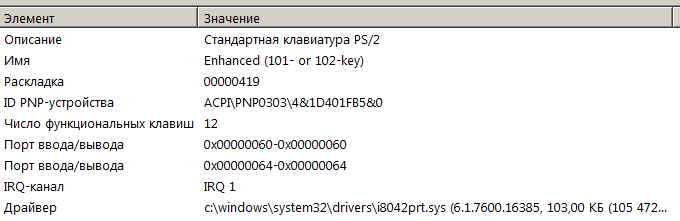 Элемент Значение
Описание Стандартная клавиатура PS/2
Имя Enhanced (101- or 102-key)
Раскладка 00000419
ID PNP-устройства ACPI\PNP0303\4&1D401FB5&0
Число функциональных клавиш 12
Порт ввода/вывода 0x00000060-0x00000060
Порт ввода/вывода 0x00000064-0x00000064
IRQ-канал IRQ 1
Драйвер c:\windows\system32\drivers\i8042prt.sys (6.1.7600.16385, 103,00 КБ (105 472...